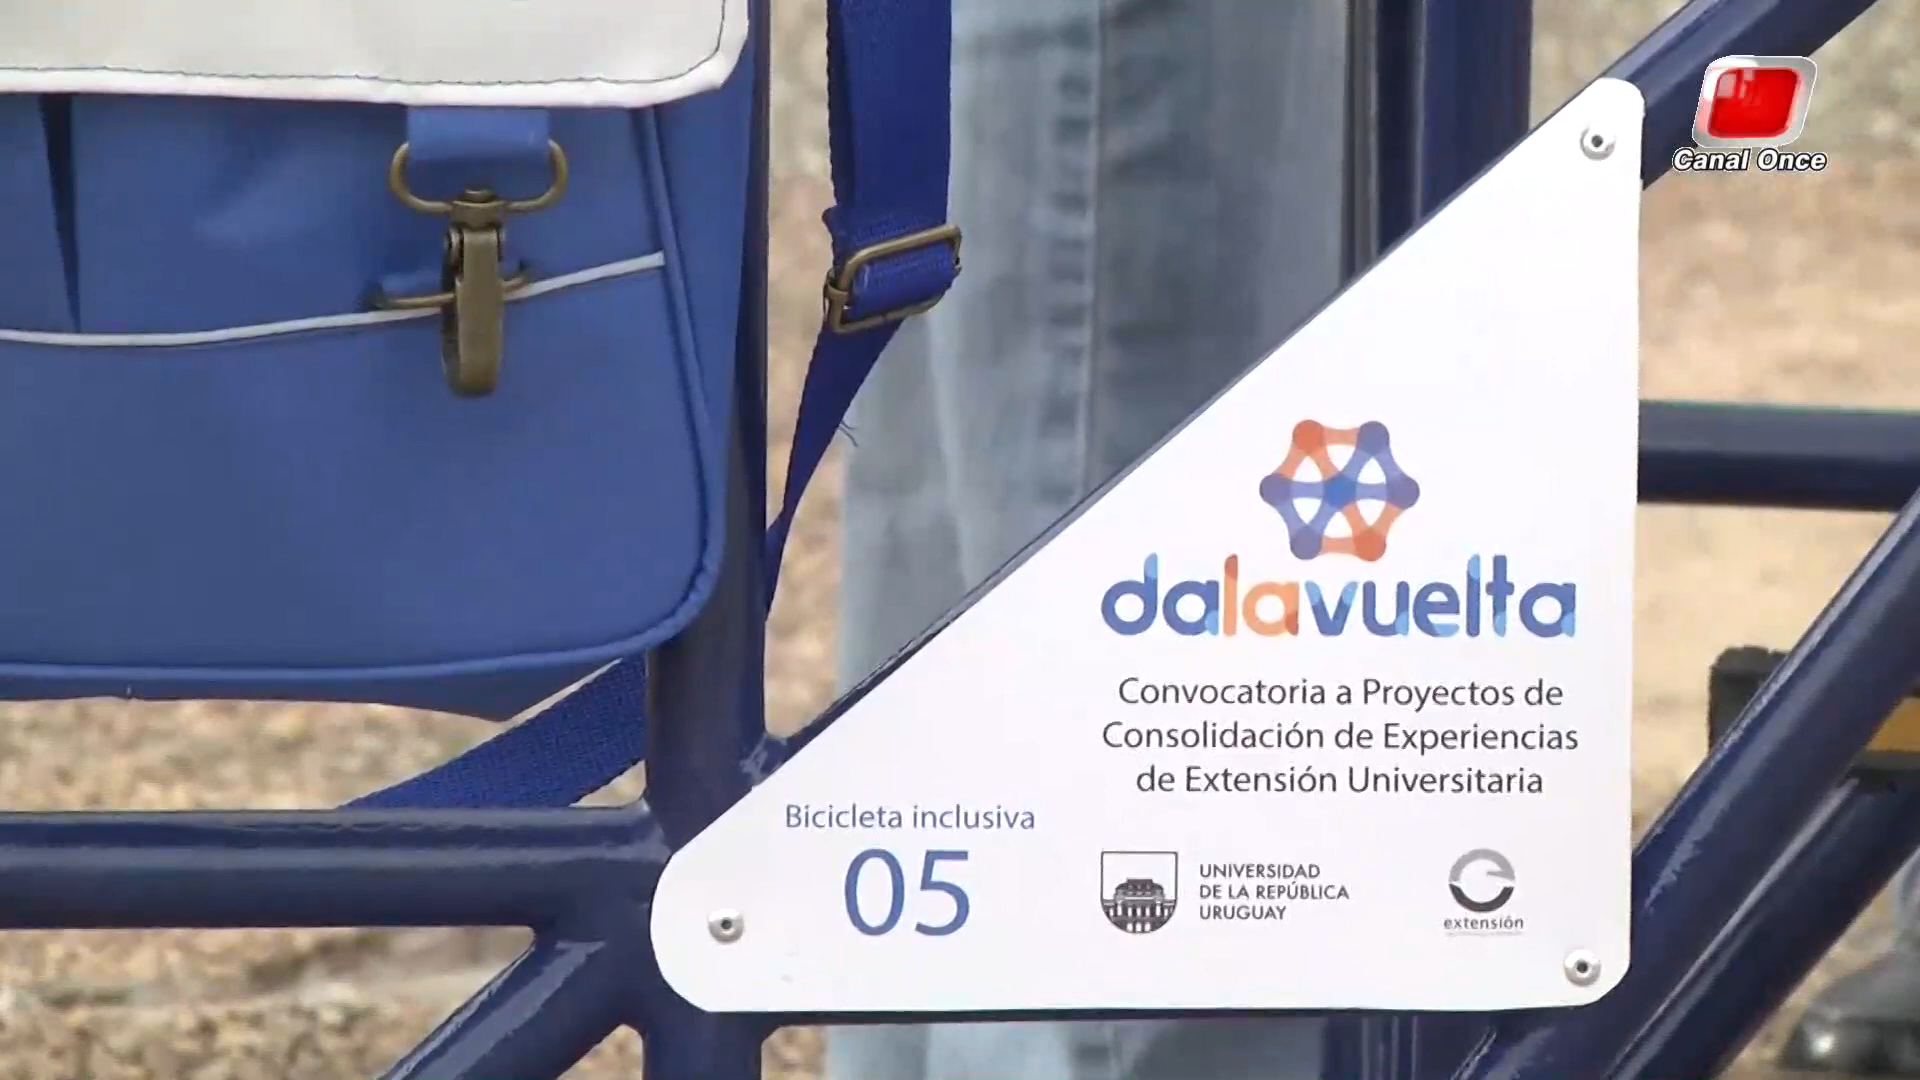 Canal Once
dalavuelta
Convocatoria a Proyectos de
Consolidación de Experiencias
de Extensión Universitaria
Bicicleta inclusiva
05
UNIVERSIDAD
DE LA REPÚBLICA
URUGUAY
extensión